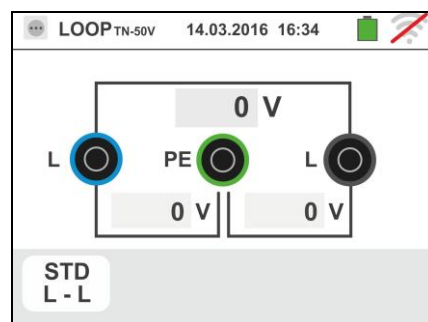 LOOP TN-50V 14.03.2016 16:34
0 V
L PE L
0 V 0 V
STD
L - L